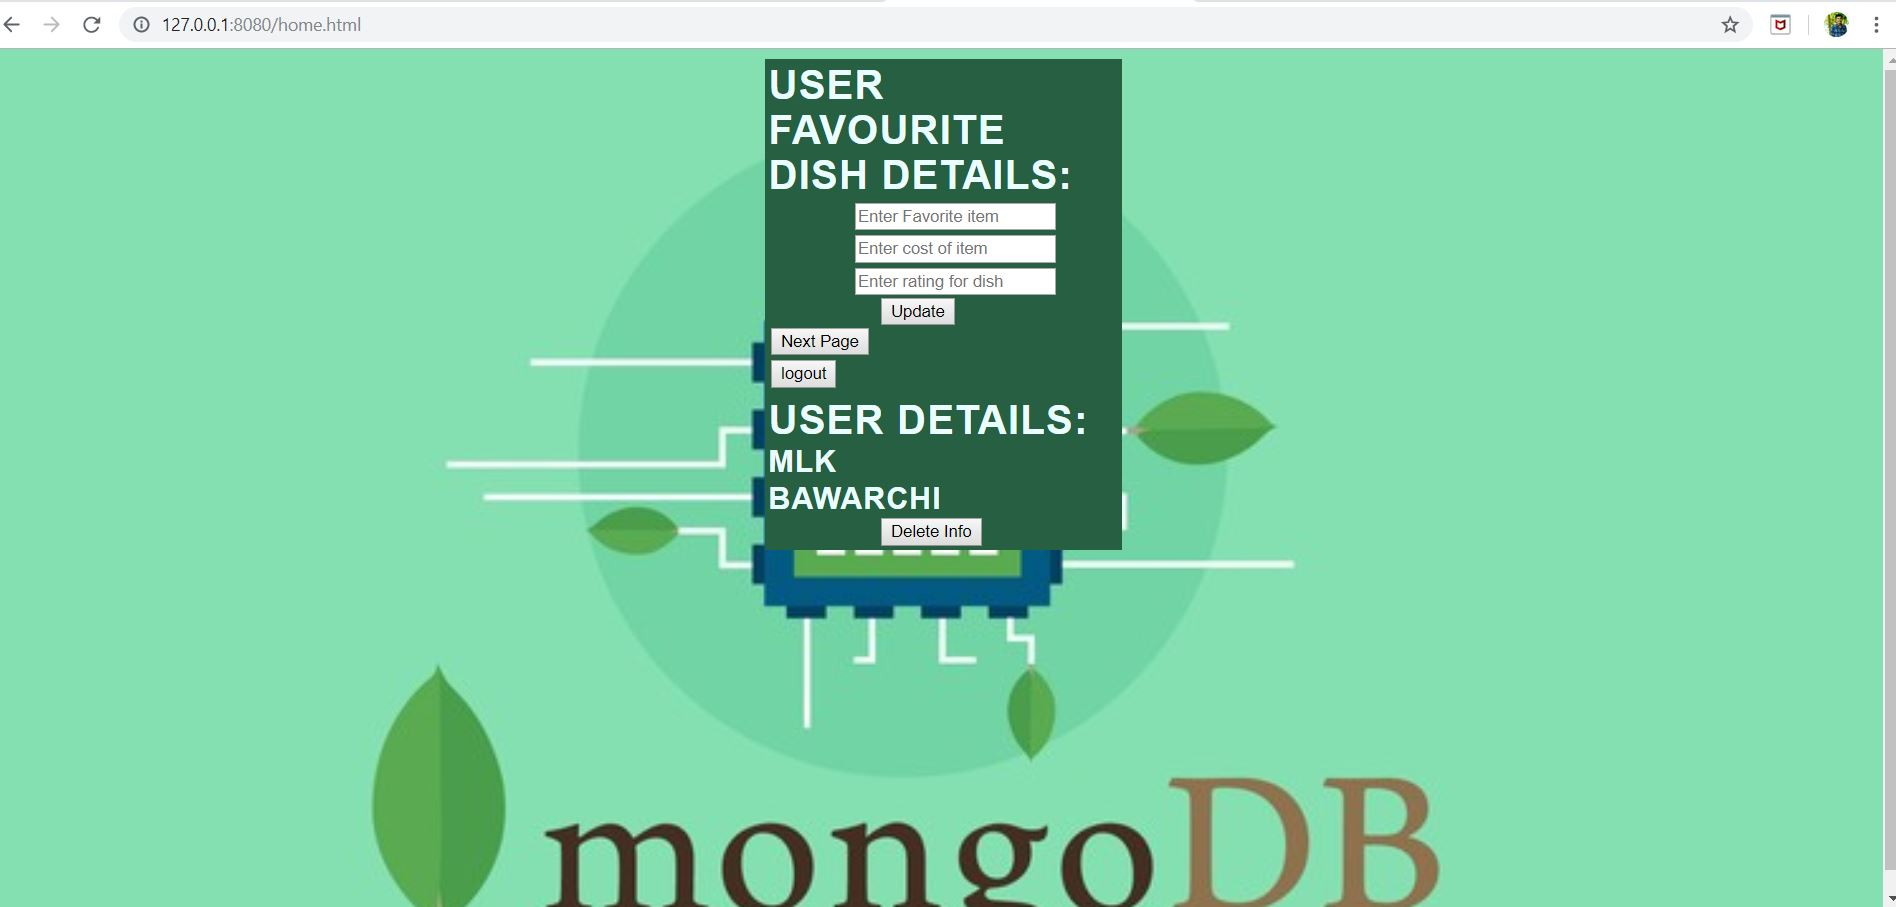 127.0.0.1:8080/home.html
USER
FAVOURITE
DISH DETAILS:
Enter Favorite item
Enter cost of item
Enter rating for dish
Update
Next Page
logout
USER DETAILS:
MLK
BAWARCHI
Delete Info
mongoDB